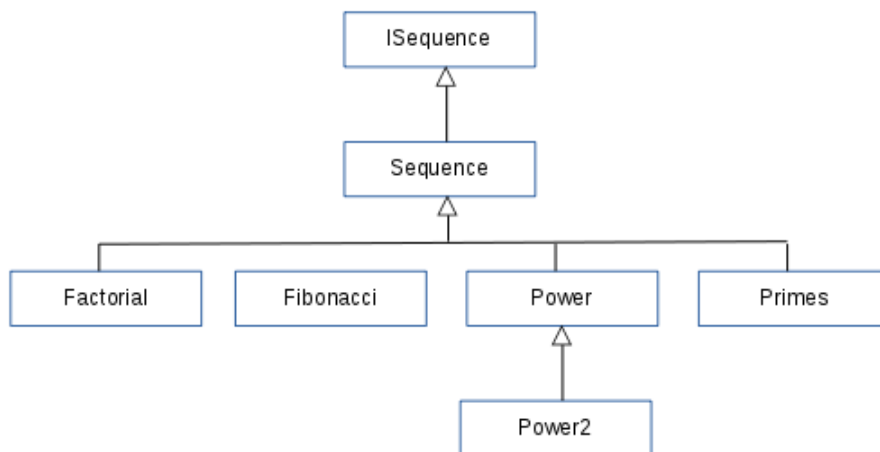 ISequence
Sequence
Factorial
Fibonacci
Power
Primes
Power2